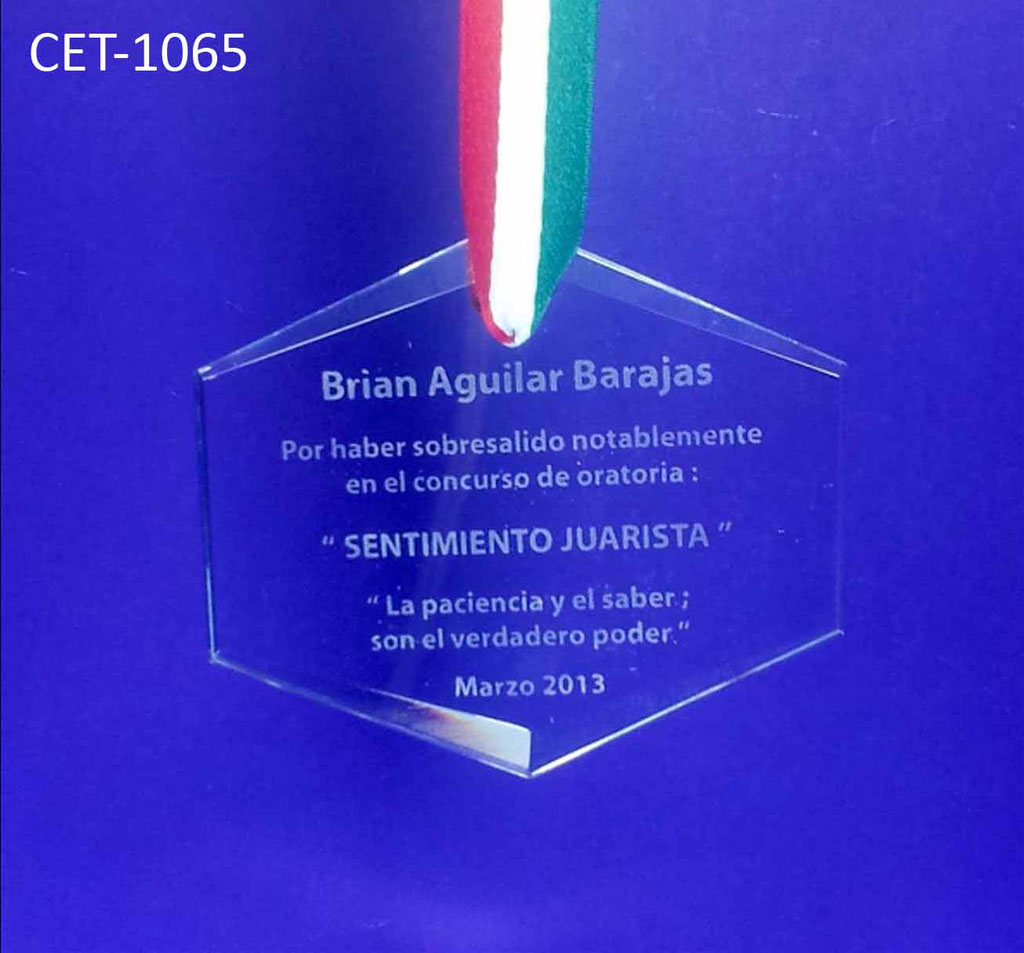 CET-1065
Brian Aguilar Barajas
Por haber sobresalido notablemente
en el concurso de oratoria :
“ SENTIMIENTO JUARISTA ”
“ La paciencia y el saber ;
son el verdadero poder.”
Marzo 2013